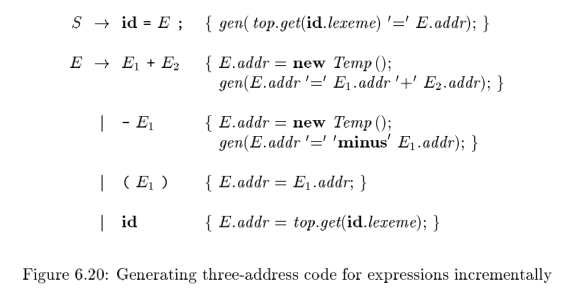 S → id = E ; { gen( top.get(id.lexeme) '=' E.addr); }
E → E₁ + E₂ { E.addr = new Temp();
gen(E.addr '=' E₁.addr '+' E₂.addr); }
| - E₁ { E.addr = new Temp();
gen(E.addr '=' 'minus' E₁.addr); }
| ( E₁ ) { E.addr = E₁.addr; }
| id { E.addr = top.get(id.lexeme); }
Figure 6.20: Generating three-address code for expressions incrementally